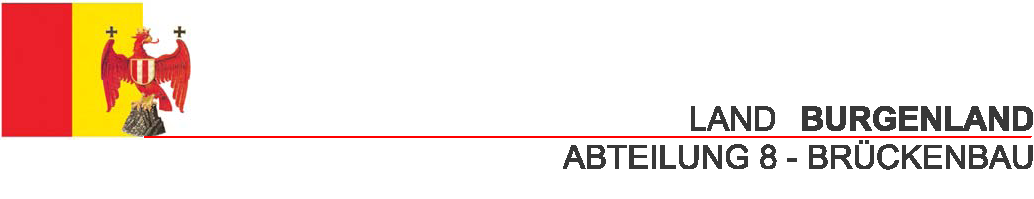 LAND BURGENLAND
ABTEILUNG 8 - BRÜCKENBAU